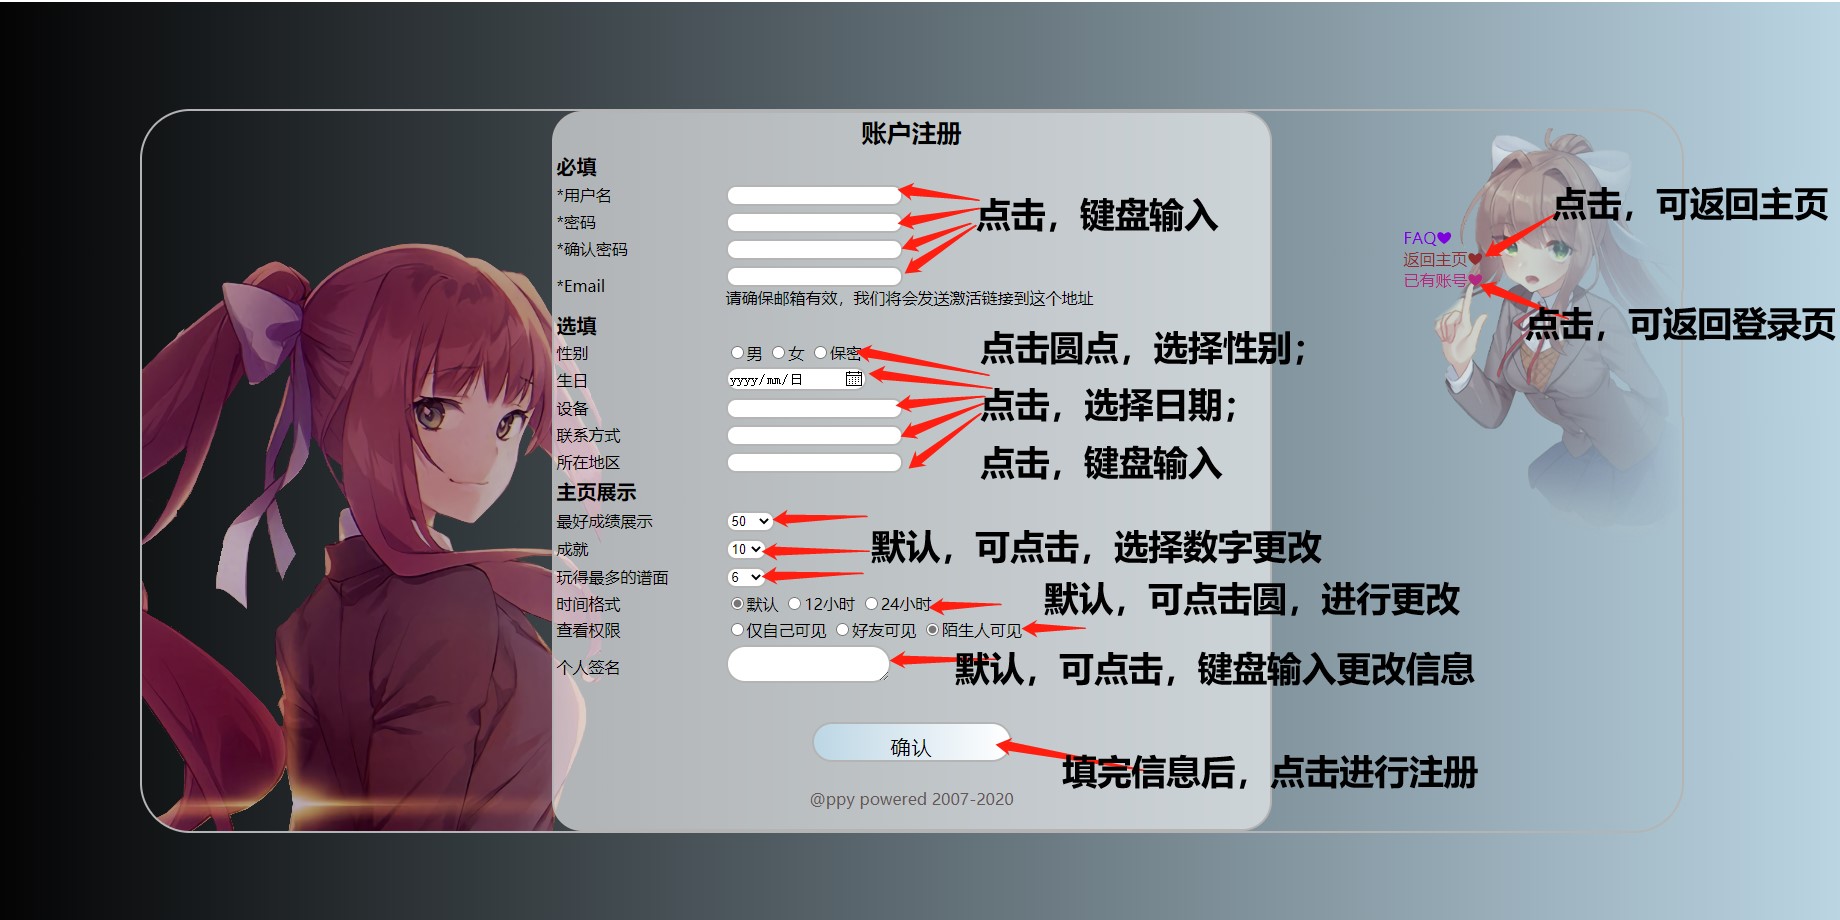 账户注册
必填
*用户名
*密码
*确认密码
*Email
请确保邮箱有效，我们将会发送激活链接到这个地址
点击，键盘输入
选填
性别 男 女 保密
点击圆点，选择性别；
生日 yyyy/mm/日
点击，选择日期；
设备
联系方式
所在地区
点击，键盘输入
主页展示
最好成绩展示 50
成就 10
默认，可点击，选择数字更改
玩得最多的谱面 6
时间格式 默认 12小时 24小时
默认，可点击圆，进行更改
查看权限 仅自己可见 好友可见 陌生人可见
个人签名
默认，可点击，键盘输入更改信息
确认
填完信息后，点击进行注册
@ppy powered 2007-2020
点击，可返回主页
FAQ♥
返回主页♥
已有账号♥
点击，可返回登录页